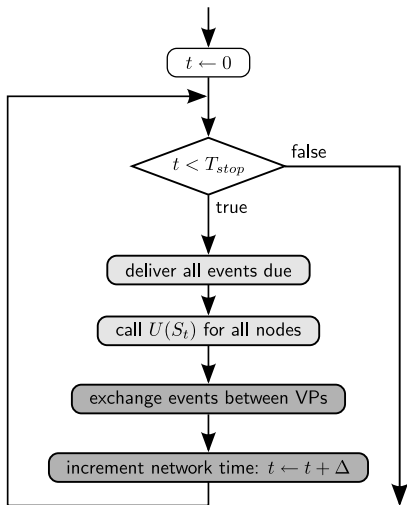 t ← 0
t < T_stop
false
true
deliver all events due
call U(S_t) for all nodes
exchange events between VPs
increment network time: t ← t + Δ